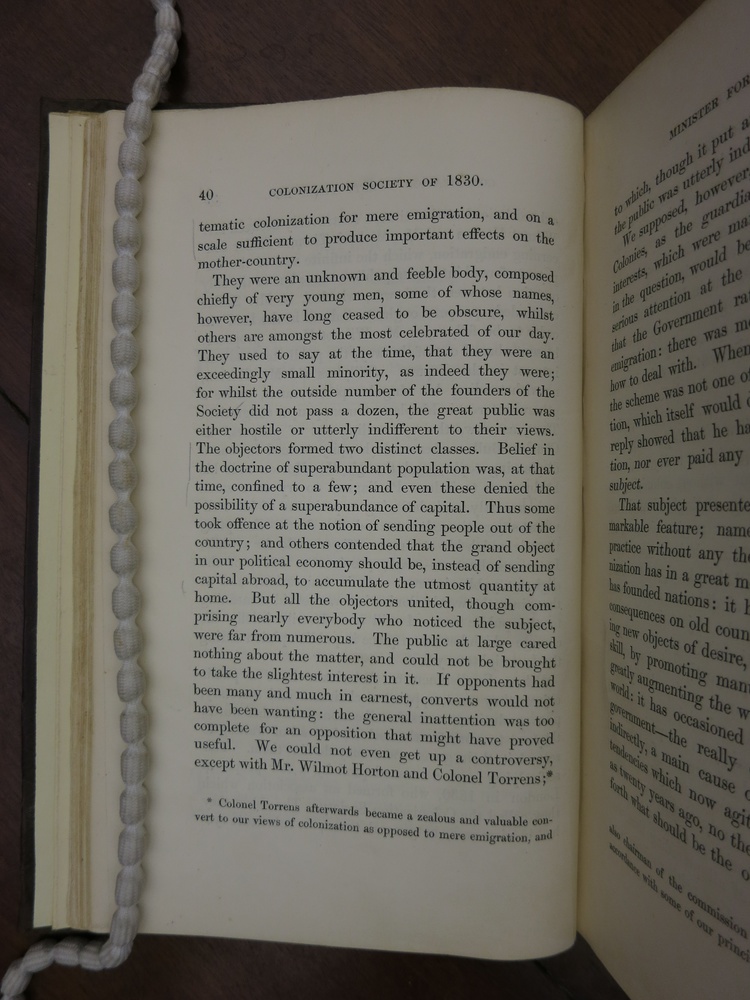 40 COLONIZATION SOCIETY OF 1830.
tematic colonization for mere emigration, and on a
scale sufficient to produce important effects on the
mother-country.
They were an unknown and feeble body, composed
chiefly of very young men, some of whose names,
however, have long ceased to be obscure, whilst
others are amongst the most celebrated of our day.
They used to say at the time, that they were an
exceedingly small minority, as indeed they were;
for whilst the outside number of the founders of the
Society did not pass a dozen, the great public was
either hostile or utterly indifferent to their views.
The objectors formed two distinct classes. Belief in
the doctrine of superabundant population was, at that
time, confined to a few; and even these denied the
possibility of a superabundance of capital. Thus some
took offence at the notion of sending people out of the
country; and others contended that the grand object
in our political economy should be, instead of sending
capital abroad, to accumulate the utmost quantity at
home. But all the objectors united, though com-
prising nearly everybody who noticed the subject,
were far from numerous. The public at large cared
nothing about the matter, and could not be brought
to take the slightest interest in it. If opponents had
been many and much in earnest, converts would not
have been wanting: the general inattention was too
complete for an opposition that might have proved
useful. We could not even get up a controversy,
except with Mr. Wilmot Horton and Colonel Torrens;*
* Colonel Torrens afterwards became a zealous and valuable con-
vert to our views of colonization as opposed to mere emigration, and
MINISTER FOR
to which, though it put a
the public was utterly ind
We supposed, however
Colonies, as the guardia
interests, which were ma
in the question, would be
serious attention at the
that the Government ra
emigration: there was m
how to deal with. When
the scheme was not one o
tion, which itself would
reply showed that he ha
tion, nor ever paid any
subject.
That subject presente
markable feature; name
practice without any the
nization has in a great m
has founded nations: it h
consequences on old coun
ing new objects of desire,
skill, by promoting man
greatly augmenting the w
world: it has occasioned
government—the really
indirectly, a main cause o
tendencies which now agit
as twenty years ago, no the
forth what should be the o
also chairman of the commission
accordance with some of our princi